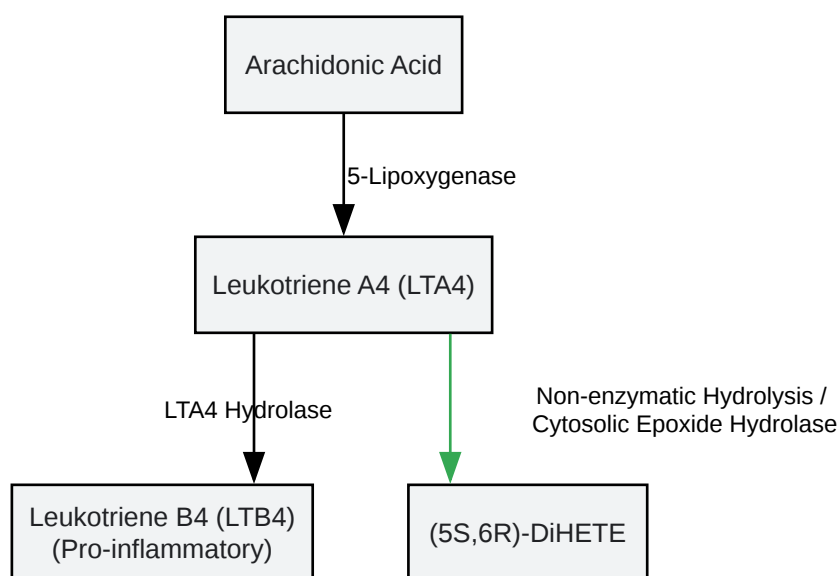 Arachidonic Acid
5-Lipoxygenase
Leukotriene A4 (LTA4)
LTA4 Hydrolase
Non-enzymatic Hydrolysis /
Cytosolic Epoxide Hydrolase
Leukotriene B4 (LTB4)
(Pro-inflammatory)
(5S,6R)-DiHETE